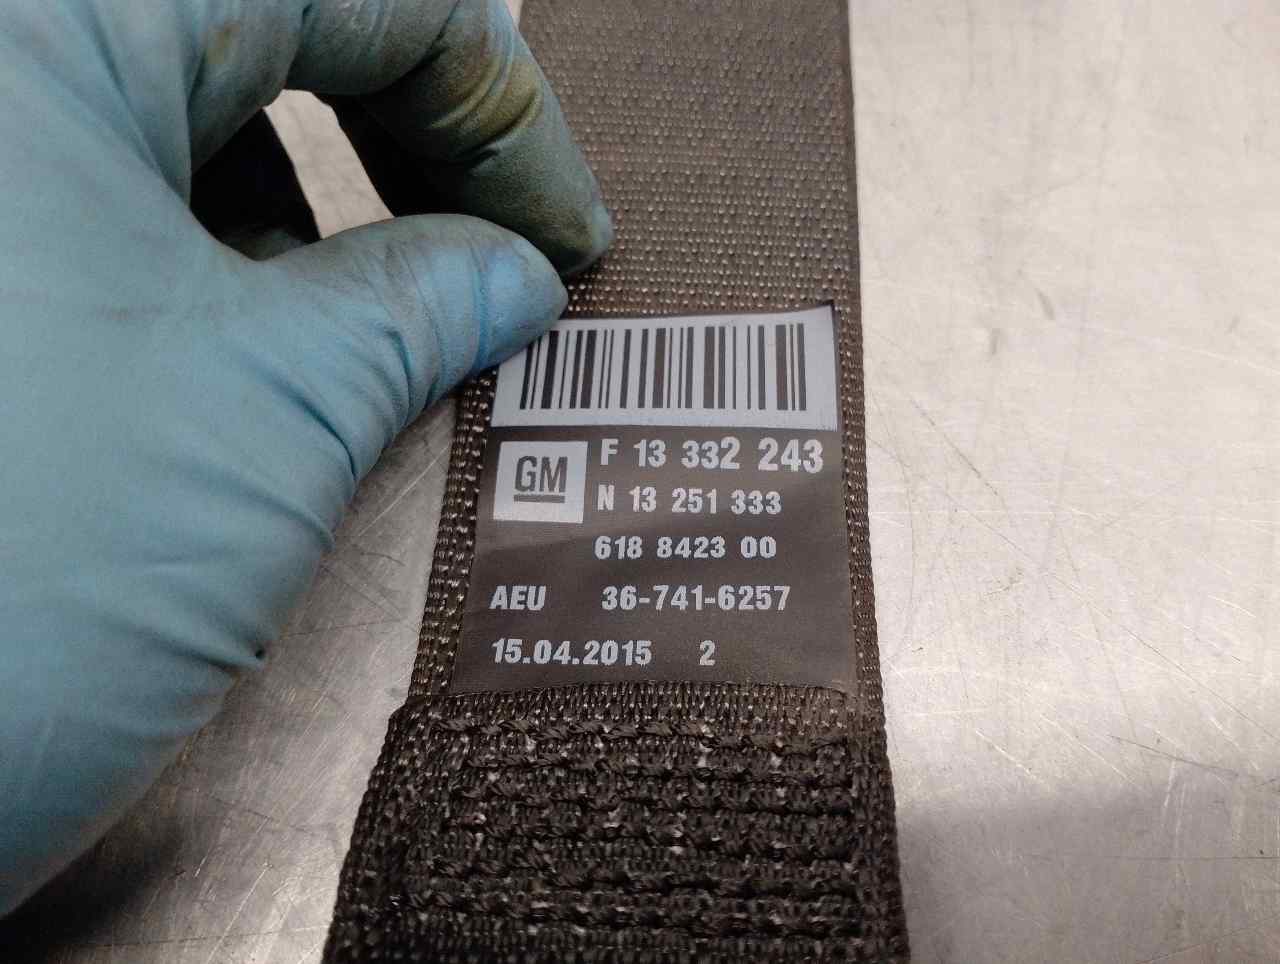 F 13 332 243
GM
N 13 251 333
618 8423 00
AEU 36-741-6257
15.04.2015 2